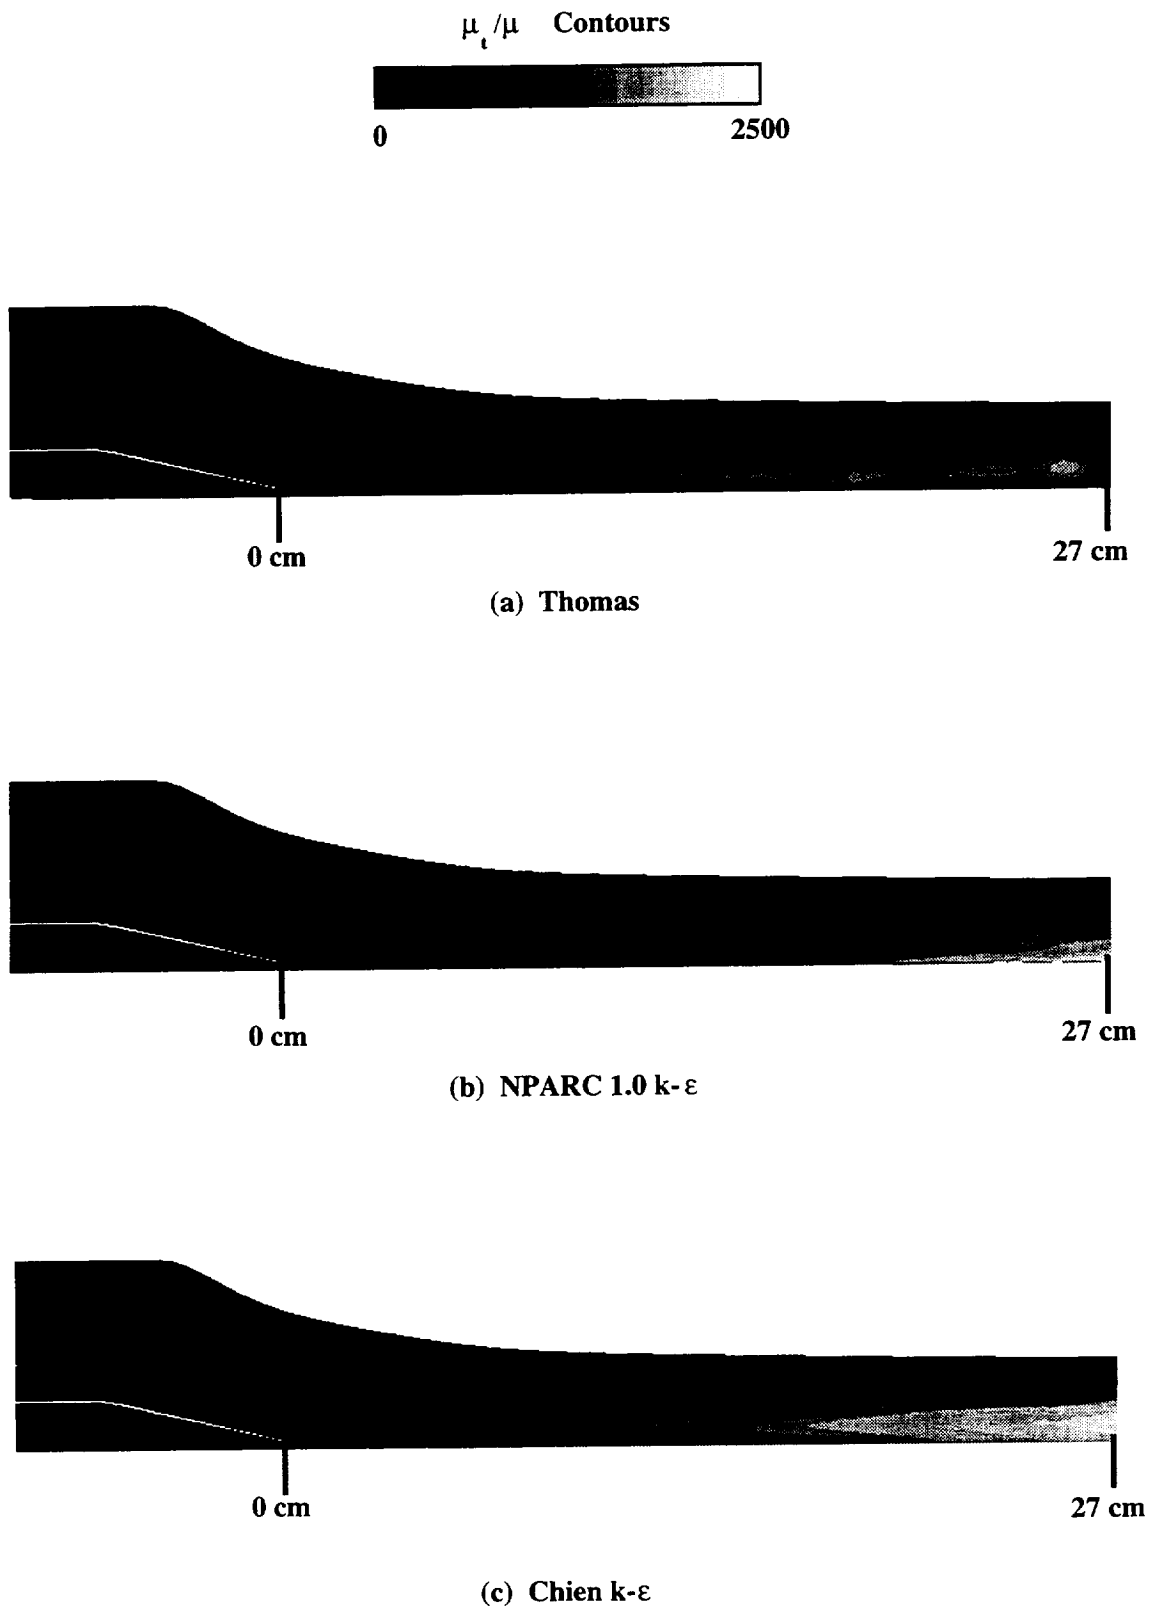 μt/μ Contours
0 2500
0 cm 27 cm
(a) Thomas
0 cm 27 cm
(b) NPARC 1.0 k-ε
0 cm 27 cm
(c) Chien k-ε